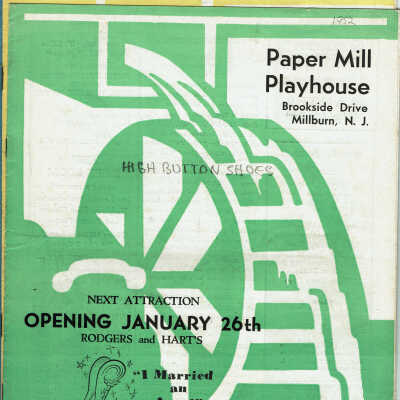 1952
Paper Mill
Playhouse
Brookside Drive
Millburn, N. J.
HIGH BUTTON SHOES
NEXT ATTRACTION
OPENING JANUARY 26th
RODGERS and HART'S
"I Married
an